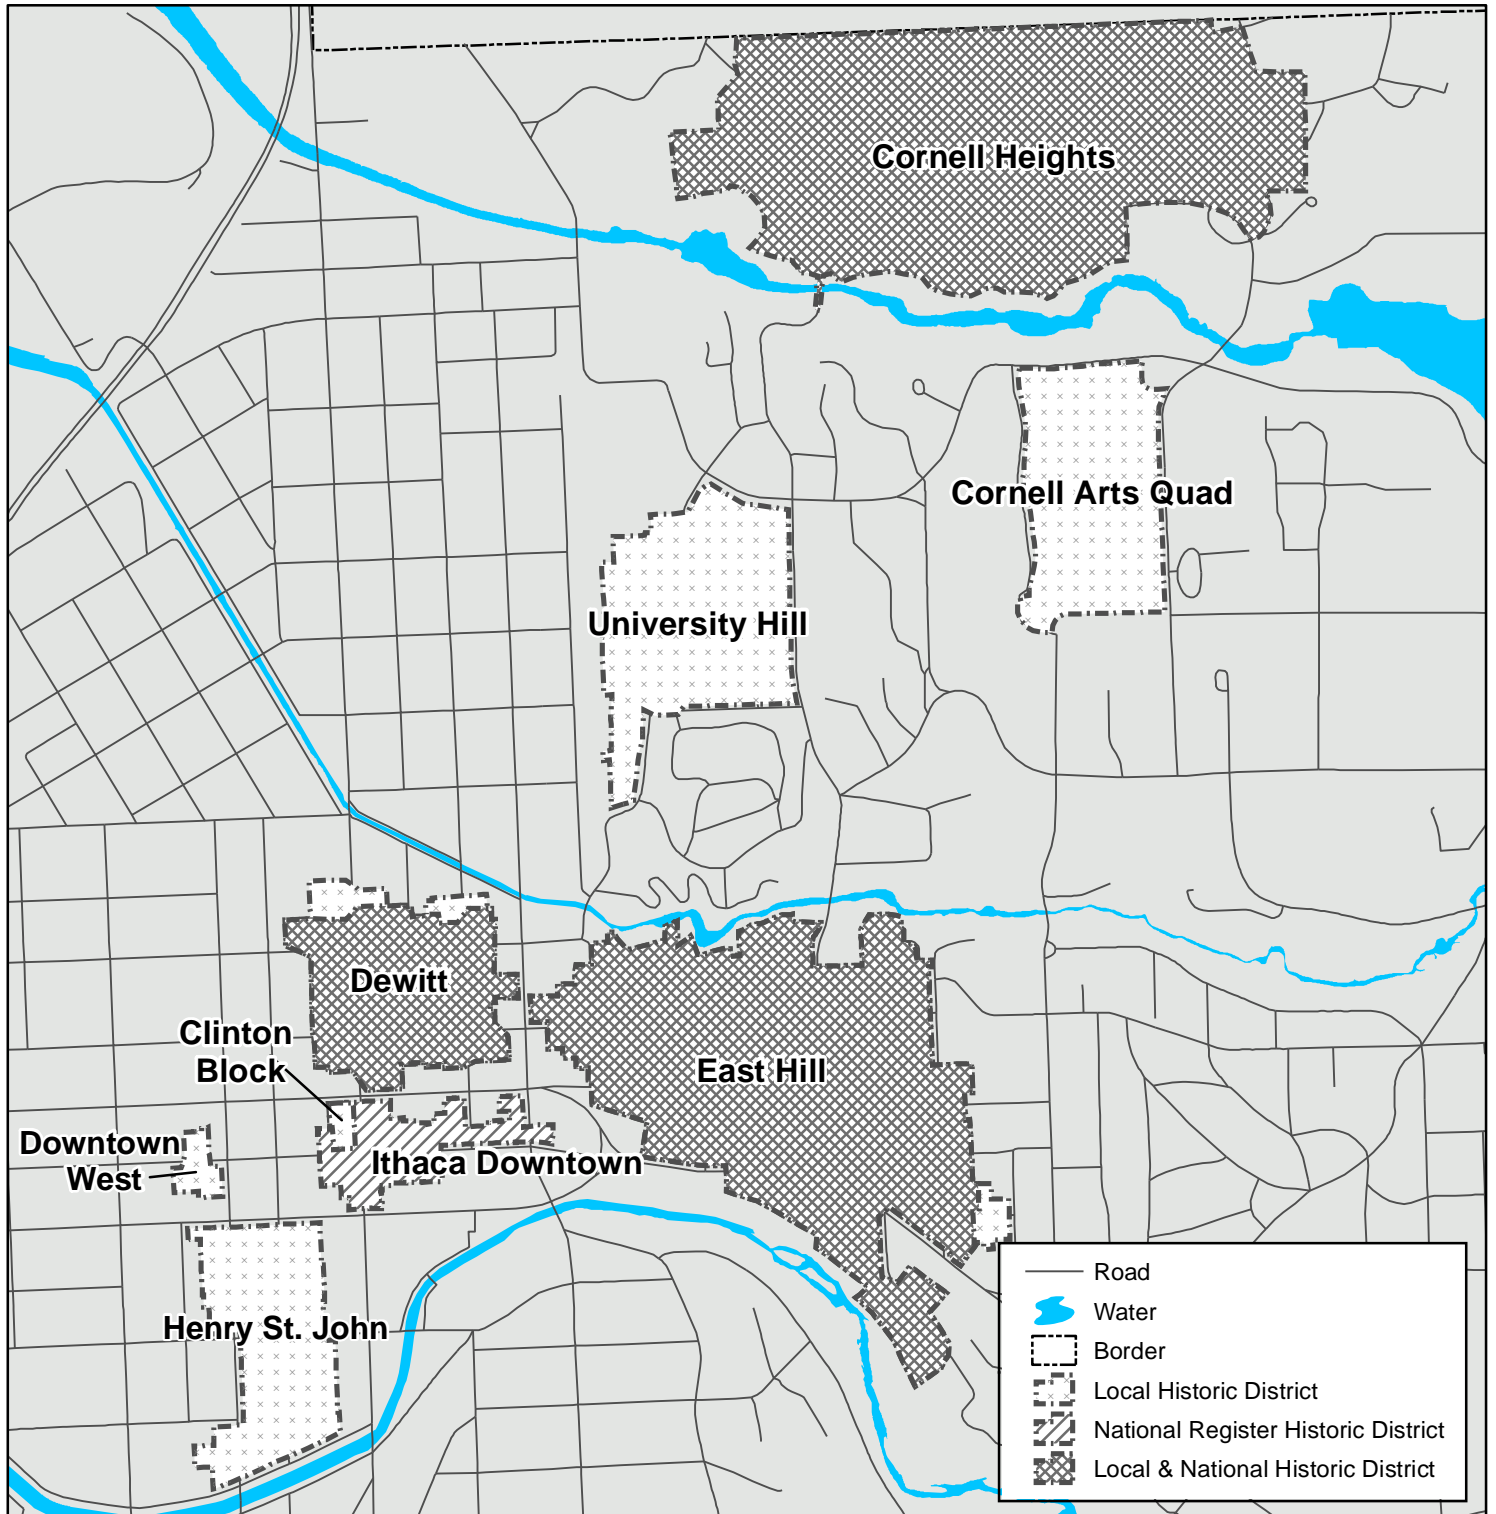 Cornell Heights
Cornell Arts Quad
University Hill
Dewitt
Clinton
Block
East Hill
Downtown
West
Ithaca Downtown
Henry St. John
Road
Water
Border
Local Historic District
National Register Historic District
Local & National Historic District